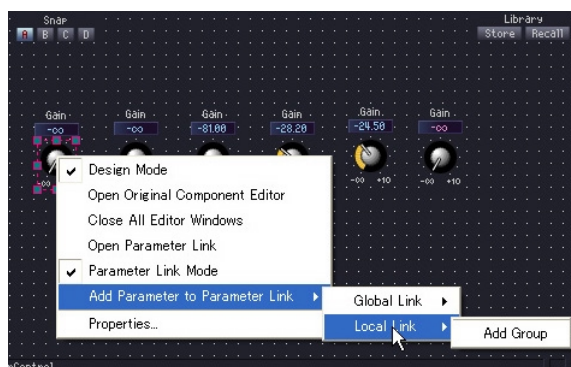 Snap
Library
A B C D
Store Recall
Gain Gain Gain Gain Gain Gain
-∞ -∞ -81.00 -28.20 -24.50 -∞
-∞
-∞ +10
-∞ +10
Design Mode
Open Original Component Editor
Close All Editor Windows
Open Parameter Link
Parameter Link Mode
Add Parameter to Parameter Link
Properties...
Global Link
Local Link
Add Group